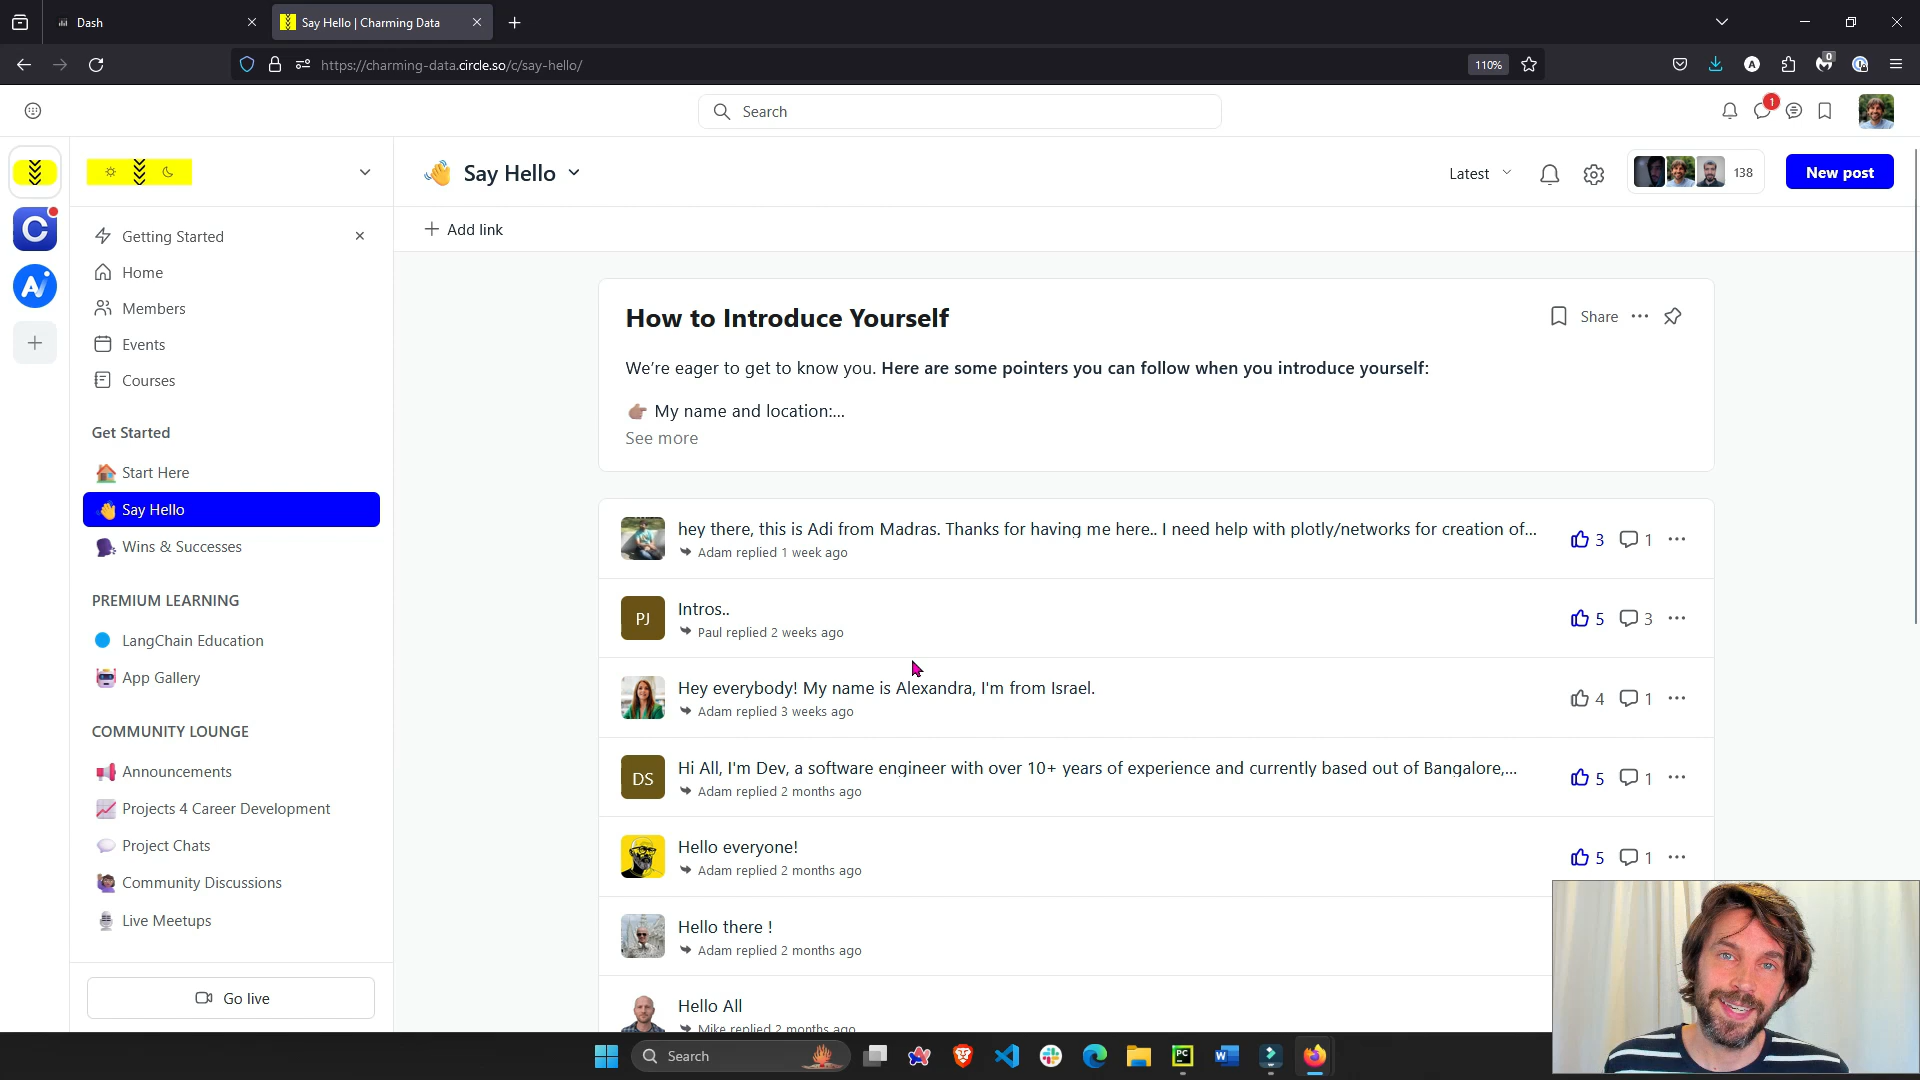 Dash
Say Hello | Charming Data
https://charming-data.circle.so/c/say-hello/
110%
A
0
Search
1
Say Hello
Latest
138
New post
Add link
C
Getting Started
Home
Members
Events
Courses
Get Started
Start Here
Say Hello
Wins & Successes
PREMIUM LEARNING
LangChain Education
App Gallery
COMMUNITY LOUNGE
Announcements
Projects 4 Career Development
Project Chats
Community Discussions
Live Meetups
Go live
How to Introduce Yourself
Share
We're eager to get to know you. Here are some pointers you can follow when you introduce yourself:
My name and location:...
See more
hey there, this is Adi from Madras. Thanks for having me here.. I need help with plotly/networks for creation of...
Adam replied 1 week ago
3 1
PJ
Intros..
Paul replied 2 weeks ago
5 3
Hey everybody! My name is Alexandra, I'm from Israel.
Adam replied 3 weeks ago
4 1
DS
Hi All, I'm Dev, a software engineer with over 10+ years of experience and currently based out of Bangalore,...
Adam replied 2 months ago
5 1
Hello everyone!
Adam replied 2 months ago
5 1
Hello there !
Adam replied 2 months ago
Hello All
Mike replied 2 months ago
Search
PC
W